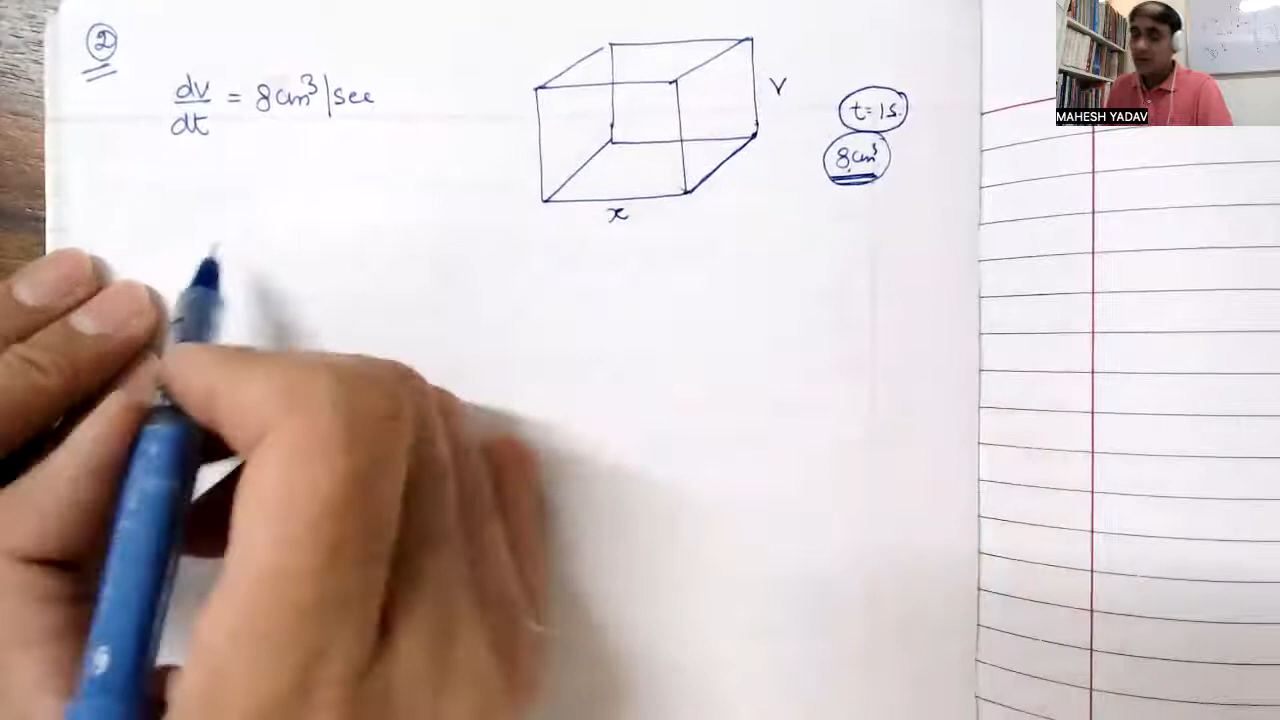 2
dv/dt = 8cm³/sec
V
t=1s.
8cm³
x
MAHESH YADAV